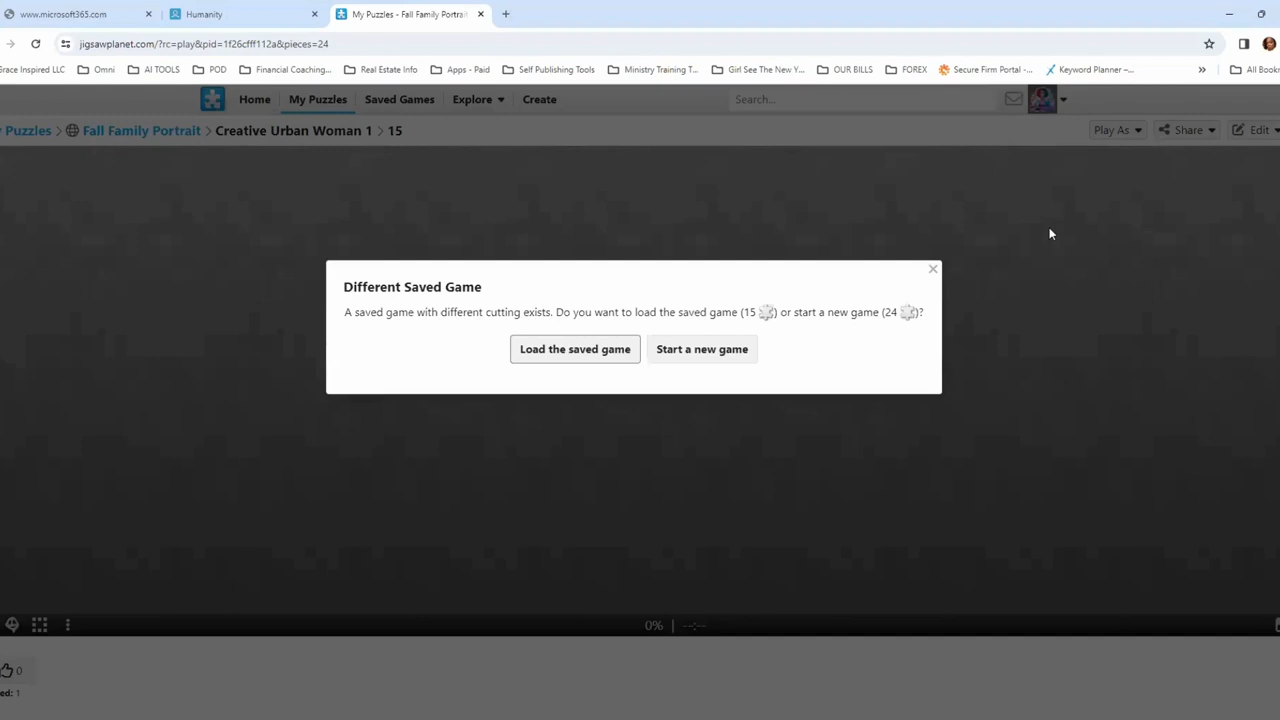 www.microsoft365.com
Humanity
My Puzzles - Fall Family Portrait
jigsawplanet.com/?rc=play&pid=1f26cfff112a&pieces=24
Grace Inspired LLC
Omni
AI TOOLS
POD
Financial Coaching...
Real Estate Info
Apps - Paid
Self Publishing Tools
Ministry Training T...
Girl See The New Y...
OUR BILLS
FOREX
Secure Firm Portal -...
Keyword Planner –...
»
All Book
Home
My Puzzles
Saved Games
Explore
Create
Search...
Puzzles > Fall Family Portrait > Creative Urban Woman 1 > 15
Play As
Share
Edit
Different Saved Game
A saved game with different cutting exists. Do you want to load the saved game (15 ) or start a new game (24 )?
Load the saved game
Start a new game
0% | --:--
0
ed: 1